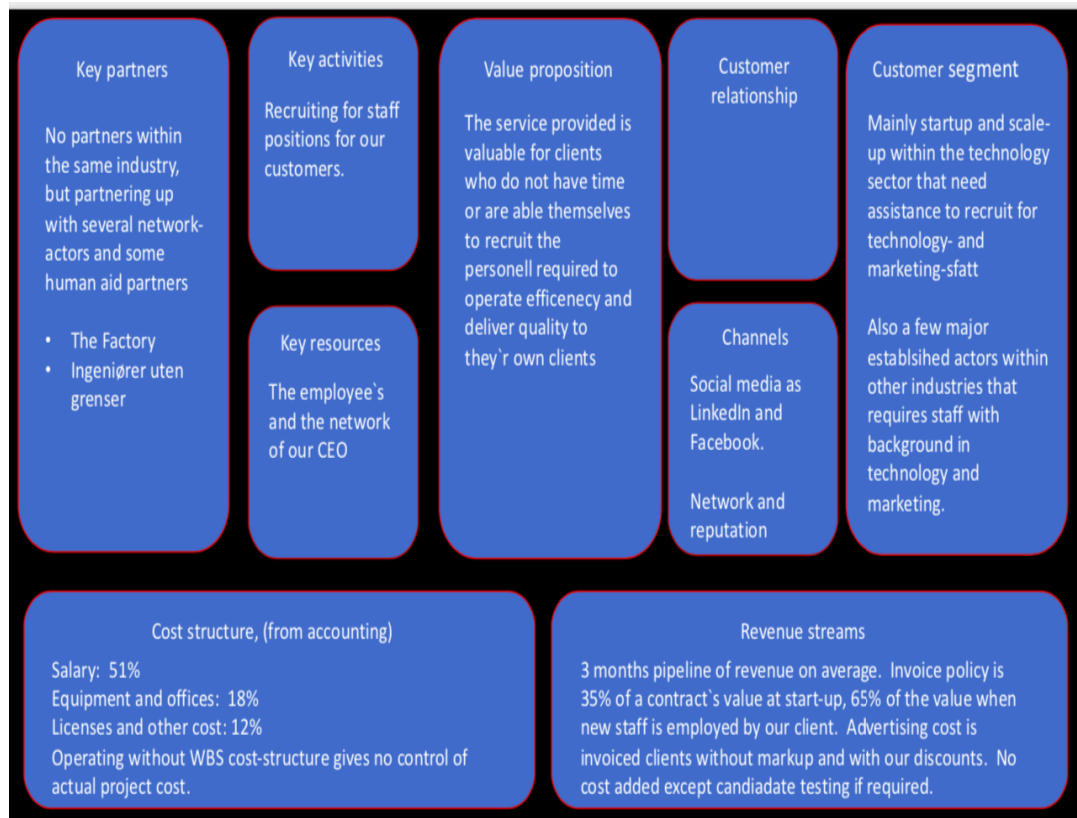 Key partners
No partners within
the same industry,
but partnering up
with several network-
actors and some
human aid partners
• The Factory
• Ingeniører uten
grenser
Key activities
Recruiting for staff
positions for our
customers.
Key resources
The employee`s
and the network
of our CEO
Value proposition
The service provided is
valuable for clients
who do not have time
or are able themselves
to recruit the
personell required to
operate efficenecy and
deliver quality to
they`r own clients
Customer
relationship
Channels
Social media as
LinkedIn and
Facebook.
Network and
reputation
Customer segment
Mainly startup and scale-
up within the technology
sector that need
assistance to recruit for
technology- and
marketing-sfatt
Also a few major
establsihed actors within
other industries that
requires staff with
background in
technology and
marketing.
Cost structure, (from accounting)
Salary: 51%
Equipment and offices: 18%
Licenses and other cost: 12%
Operating without WBS cost-structure gives no control of
actual project cost.
Revenue streams
3 months pipeline of revenue on average. Invoice policy is
35% of a contract`s value at start-up, 65% of the value when
new staff is employed by our client. Advertising cost is
invoiced clients without markup and with our discounts. No
cost added except candiadate testing if required.